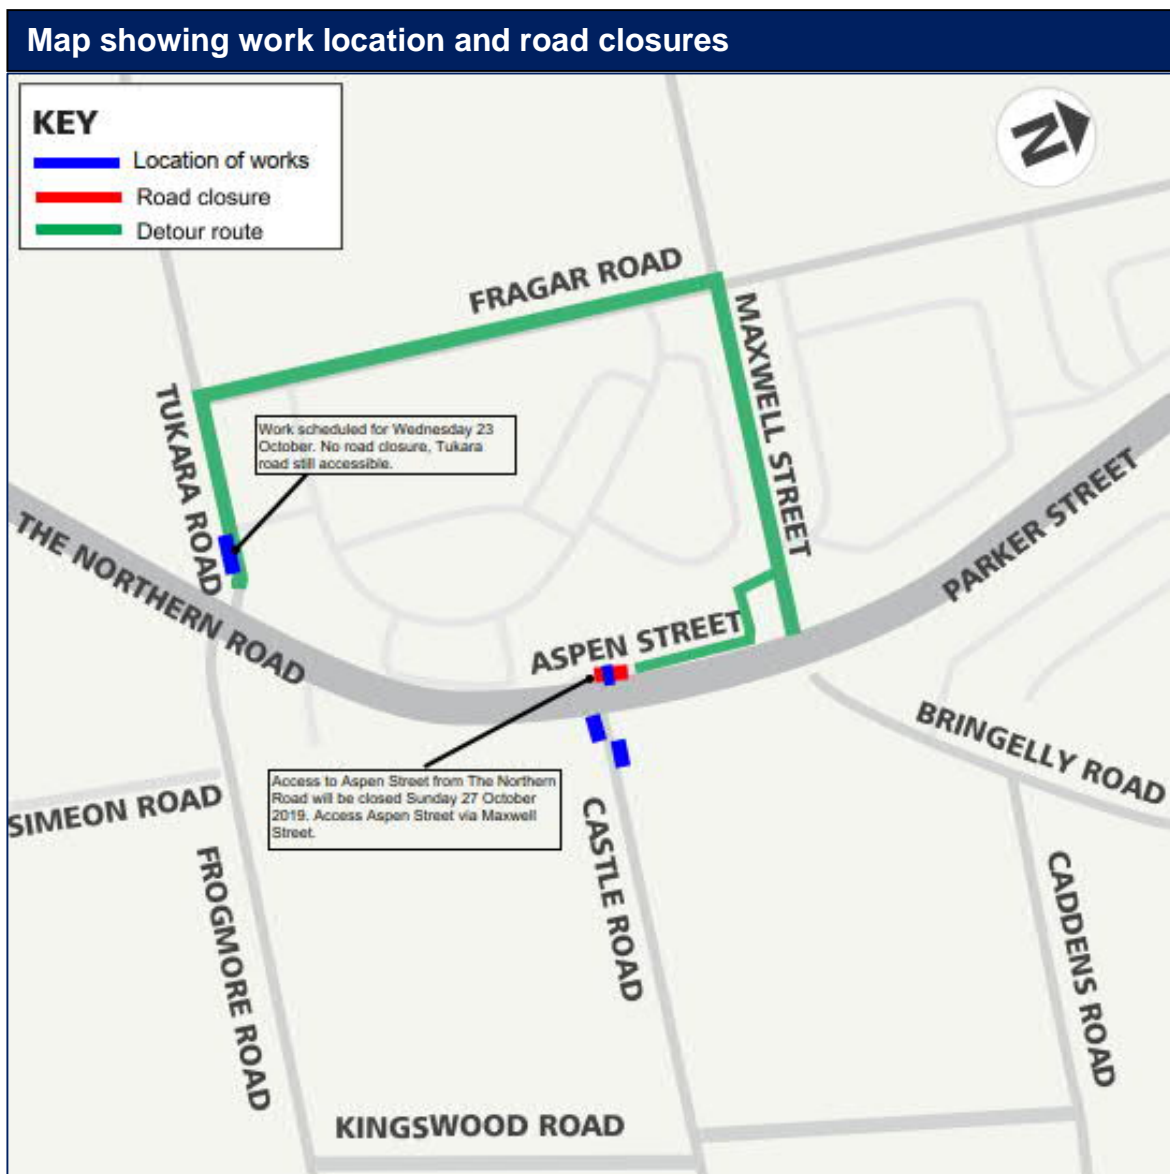 Map showing work location and road closures
KEY
Location of works
Road closure
Detour route
N
FRAGAR ROAD
MAXWELL STREET
TUKARA ROAD
Work scheduled for Wednesday 23
October. No road closure, Tukara
road still accessible.
THE NORTHERN ROAD
PARKER STREET
ASPEN STREET
BRINGELLY ROAD
Access to Aspen Street from The Northern
Road will be closed Sunday 27 October
2019. Access Aspen Street via Maxwell
Street.
SIMEON ROAD
FROGMORE ROAD
CASTLE ROAD
CADDENS ROAD
KINGSWOOD ROAD